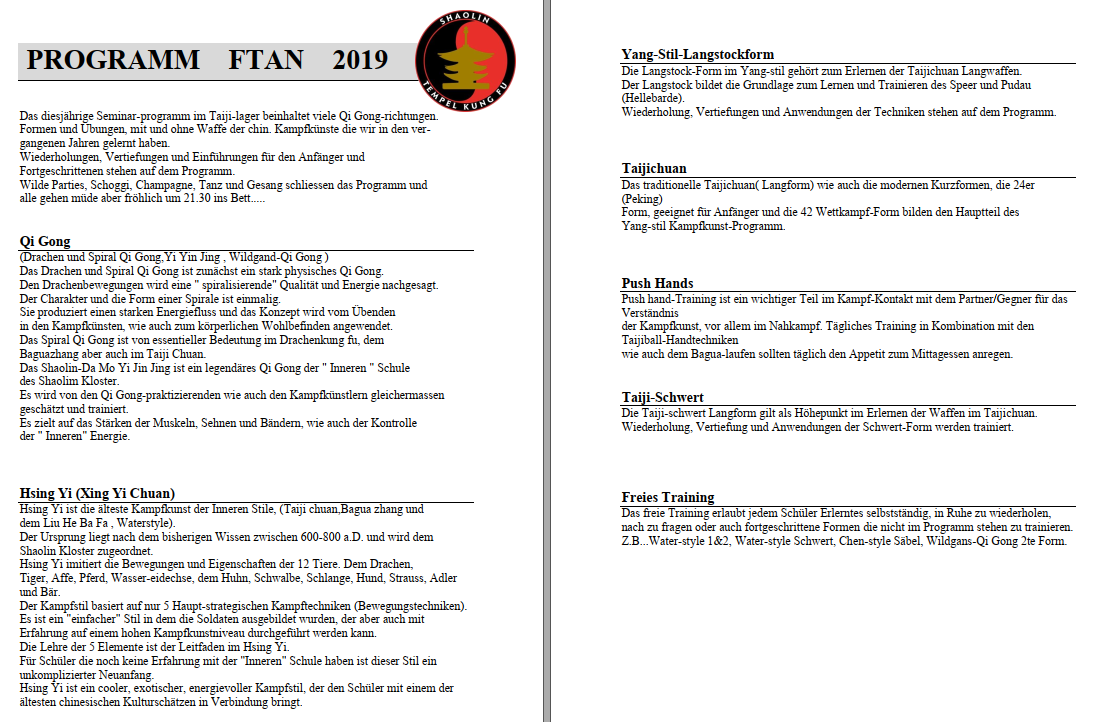 PROGRAMM FTAN 2019
SHAOLIN
TEMPEL KUNG FU
Das diesjährige Seminar-programm im Taiji-lager beinhaltet viele Qi Gong-richtungen.
Formen und Übungen, mit und ohne Waffe der chin. Kampfkünste die wir in den ver-
gangenen Jahren gelernt haben.
Wiederholungen, Vertiefungen und Einführungen für den Anfänger und
Fortgeschrittenen stehen auf dem Programm.
Wilde Parties, Schoggi, Champagne, Tanz und Gesang schliessen das Programm und
alle gehen müde aber fröhlich um 21.30 ins Bett.....
Qi Gong
(Drachen und Spiral Qi Gong,Yi Yin Jing , Wildgand-Qi Gong )
Das Drachen und Spiral Qi Gong ist zunächst ein stark physisches Qi Gong.
Den Drachenbewegungen wird eine " spiralisierende" Qualität und Energie nachgesagt.
Der Charakter und die Form einer Spirale ist einmalig.
Sie produziert einen starken Energiefluss und das Konzept wird vom Übenden
in den Kampfkünsten, wie auch zum körperlichen Wohlbefinden angewendet.
Das Spiral Qi Gong ist von essentieller Bedeutung im Drachenkung fu, dem
Baguazhang aber auch im Taiji Chuan.
Das Shaolin-Da Mo Yi Jin Jing ist ein legendäres Qi Gong der " Inneren " Schule
des Shaolim Kloster.
Es wird von den Qi Gong-praktizierenden wie auch den Kampfkünstlern gleichermassen
geschätzt und trainiert.
Es zielt auf das Stärken der Muskeln, Sehnen und Bändern, wie auch der Kontrolle
der " Inneren" Energie.
Hsing Yi (Xing Yi Chuan)
Hsing Yi ist die älteste Kampfkunst der Inneren Stile, (Taiji chuan,Bagua zhang und
dem Liu He Ba Fa , Waterstyle).
Der Ursprung liegt nach dem bisherigen Wissen zwischen 600-800 a.D. und wird dem
Shaolin Kloster zugeordnet.
Hsing Yi imitiert die Bewegungen und Eigenschaften der 12 Tiere. Dem Drachen,
Tiger, Affe, Pferd, Wasser-eidechse, dem Huhn, Schwalbe, Schlange, Hund, Strauss, Adler
und Bär.
Der Kampfstil basiert auf nur 5 Haupt-strategischen Kampftechniken (Bewegungstechniken).
Es ist ein "einfacher" Stil in dem die Soldaten ausgebildet wurden, der aber auch mit
Erfahrung auf einem hohen Kampfkunstniveau durchgeführt werden kann.
Die Lehre der 5 Elemente ist der Leitfaden im Hsing Yi.
Für Schüler die noch keine Erfahrung mit der "Inneren" Schule haben ist dieser Stil ein
unkomplizierter Neuanfang.
Hsing Yi ist ein cooler, exotischer, energievoller Kampfstil, der den Schüler mit einem der
ältesten chinesischen Kulturschätzen in Verbindung bringt.
Yang-Stil-Langstockform
Die Langstock-Form im Yang-stil gehört zum Erlernen der Taijichuan Langwaffen.
Der Langstock bildet die Grundlage zum Lernen und Trainieren des Speer und Pudau
(Hellebarde).
Wiederholung, Vertiefungen und Anwendungen der Techniken stehen auf dem Programm.
Taijichuan
Das traditionelle Taijichuan( Langform) wie auch die modernen Kurzformen, die 24er
(Peking)
Form, geeignet für Anfänger und die 42 Wettkampf-Form bilden den Hauptteil des
Yang-stil Kampfkunst-Programm.
Push Hands
Push hand-Training ist ein wichtiger Teil im Kampf-Kontakt mit dem Partner/Gegner für das
Verständnis
der Kampfkunst, vor allem im Nahkampf. Tägliches Training in Kombination mit den
Taijiball-Handtechniken
wie auch dem Bagua-laufen sollten täglich den Appetit zum Mittagessen anregen.
Taiji-Schwert
Die Taiji-schwert Langform gilt als Höhepunkt im Erlernen der Waffen im Taijichuan.
Wiederholung, Vertiefung und Anwendungen der Schwert-Form werden trainiert.
Freies Training
Das freie Training erlaubt jedem Schüler Erlerntes selbstständig, in Ruhe zu wiederholen,
nach zu fragen oder auch fortgeschrittene Formen die nicht im Programm stehen zu trainieren.
Z.B...Water-style 1&2, Water-style Schwert, Chen-style Säbel, Wildgans-Qi Gong 2te Form.